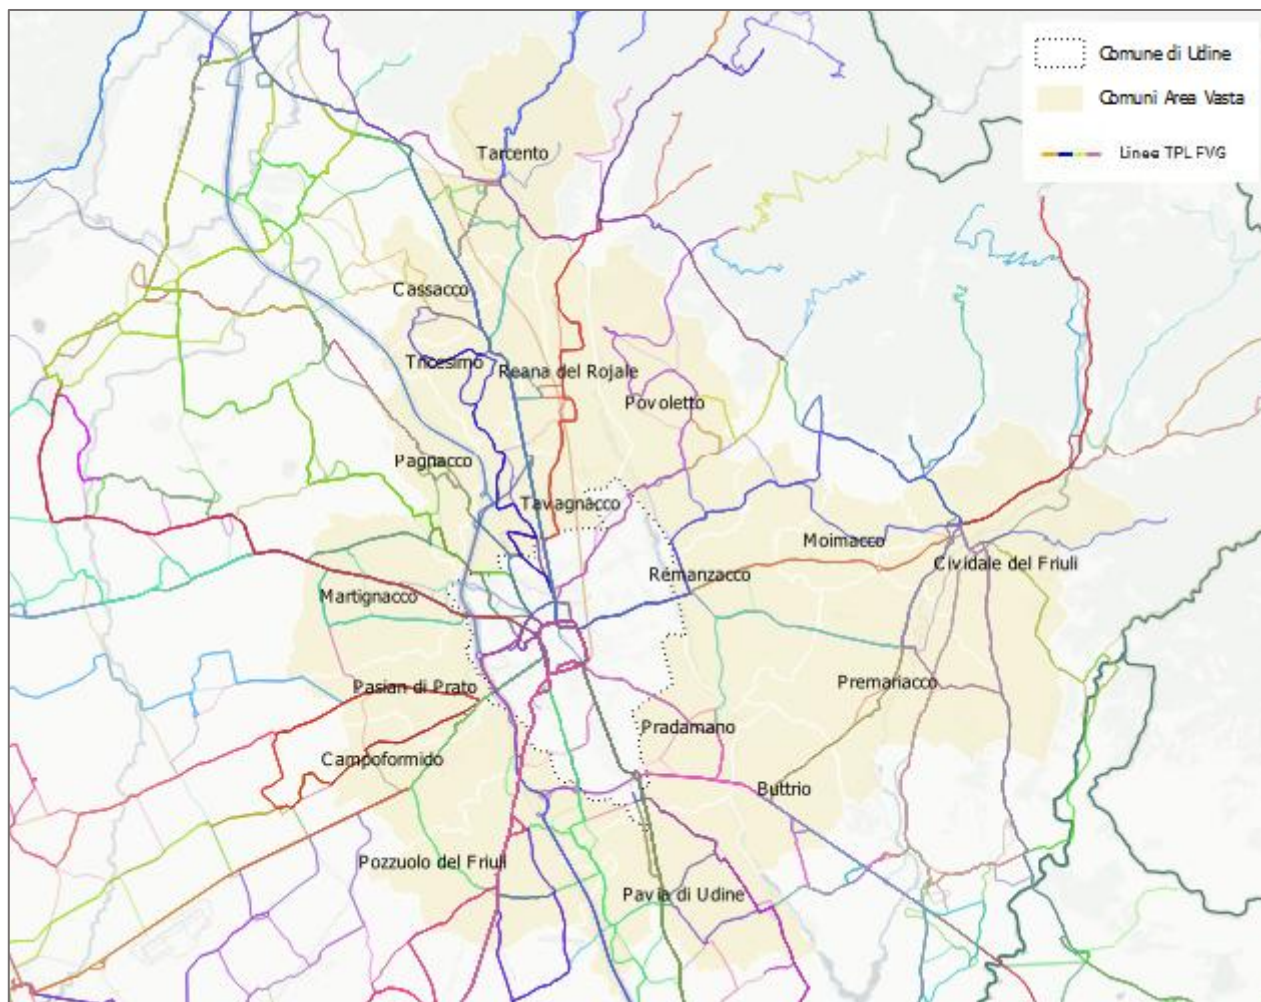 Comune di Udine
Comuni Area Vasta
Linee TPL FVG
Tarcento
Cassacco
Tricesimo
Reana del Rojale
Povoletto
Pagnacco
Tavagnacco
Moimacco
Cividale del Friuli
Remanzacco
Martignacco
Pasian di Prato
Premariacco
Pradamano
Campoformido
Buttrio
Pozzuolo del Friuli
Pavia di Udine